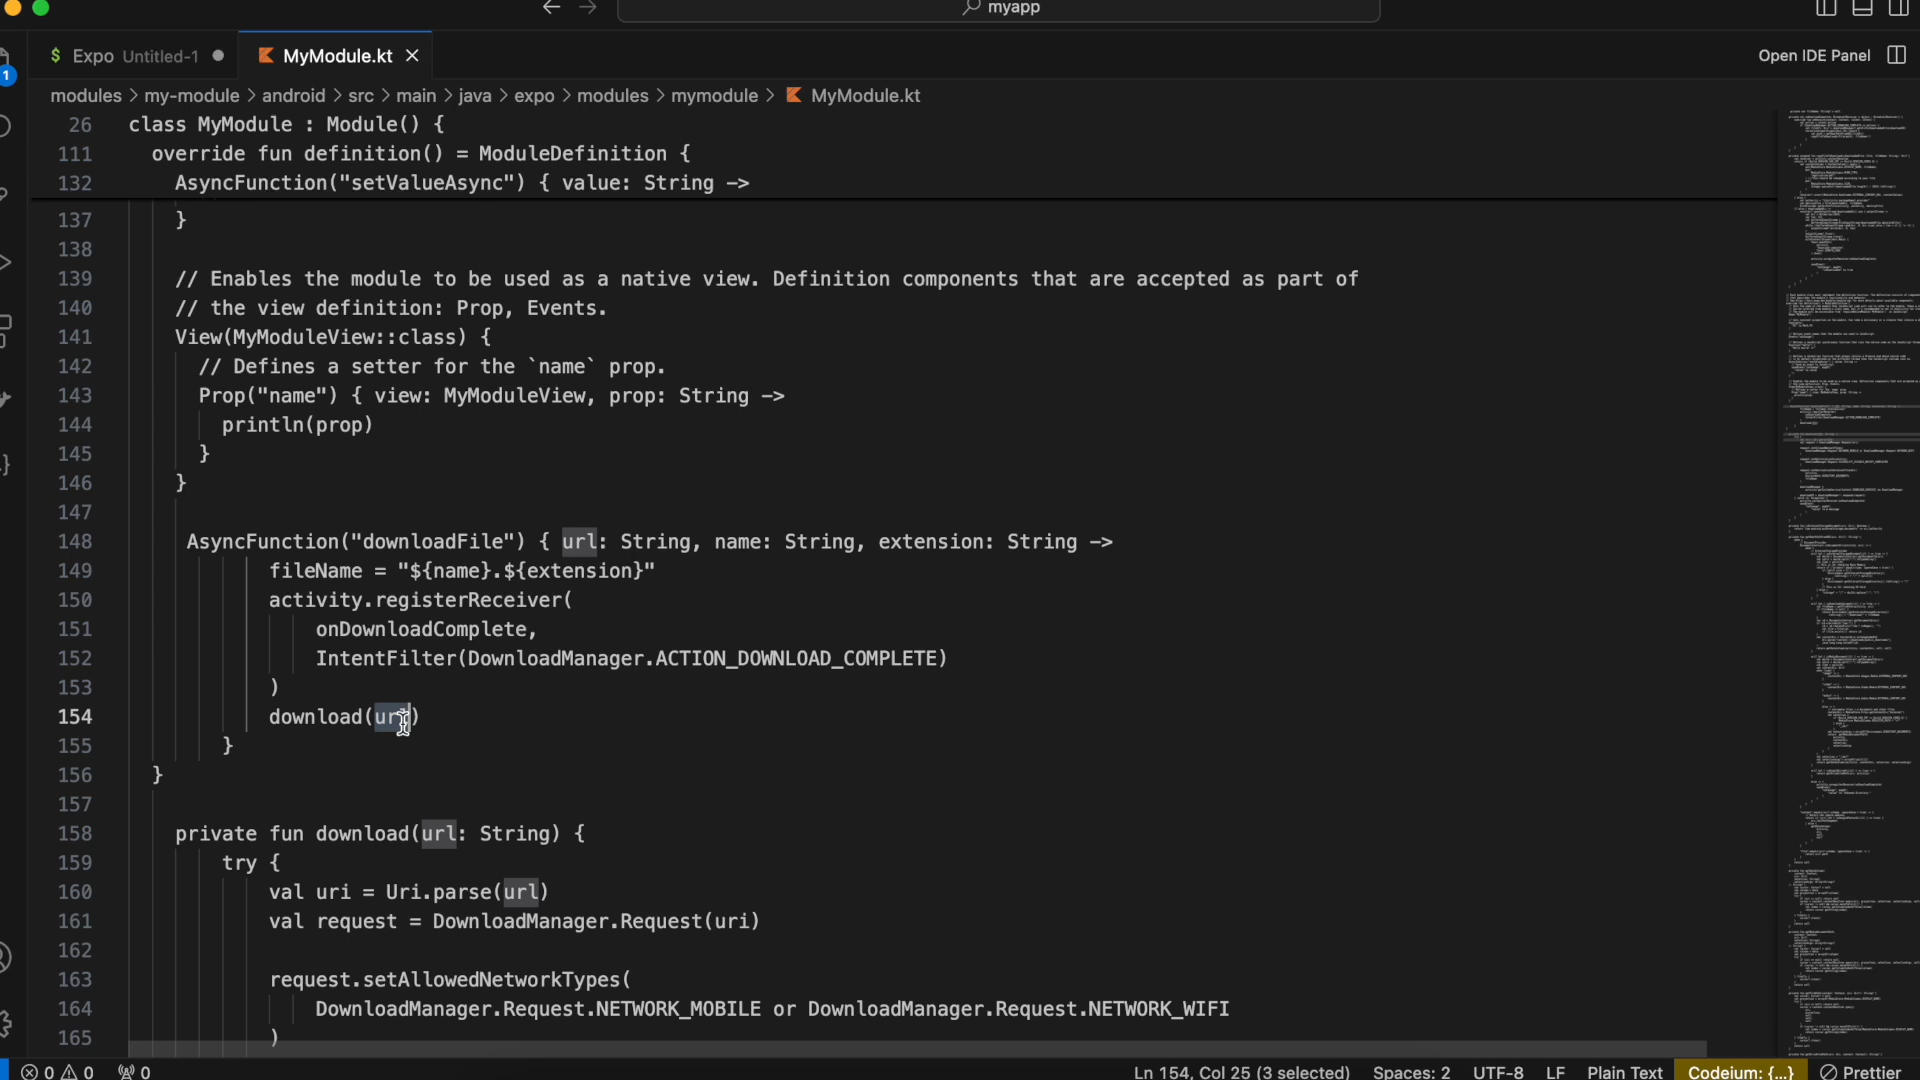 myapp
$ Expo Untitled-1
MyModule.kt
Open IDE Panel
1
modules > my-module > android > src > main > java > expo > modules > mymodule > MyModule.kt
26 class MyModule : Module() {
111 override fun definition() = ModuleDefinition {
132 AsyncFunction("setValueAsync") { value: String ->
137 }
138
139 // Enables the module to be used as a native view. Definition components that are accepted as part of
140 // the view definition: Prop, Events.
141 View(MyModuleView::class) {
142 // Defines a setter for the `name` prop.
143 Prop("name") { view: MyModuleView, prop: String ->
144 println(prop)
145 }
146 }
147
148 AsyncFunction("downloadFile") { url: String, name: String, extension: String ->
149 fileName = "${name}.${extension}"
150 activity.registerReceiver(
151 onDownloadComplete,
152 IntentFilter(DownloadManager.ACTION_DOWNLOAD_COMPLETE)
153 )
154 download(url)
155 }
156 }
157
158 private fun download(url: String) {
159 try {
160 val uri = Uri.parse(url)
161 val request = DownloadManager.Request(uri)
162
163 request.setAllowedNetworkTypes(
164 DownloadManager.Request.NETWORK_MOBILE or DownloadManager.Request.NETWORK_WIFI
165 )
0 0 0 Ln 154, Col 25 (3 selected) Spaces: 2 UTF-8 LF Plain Text Codeium: {...} Prettier